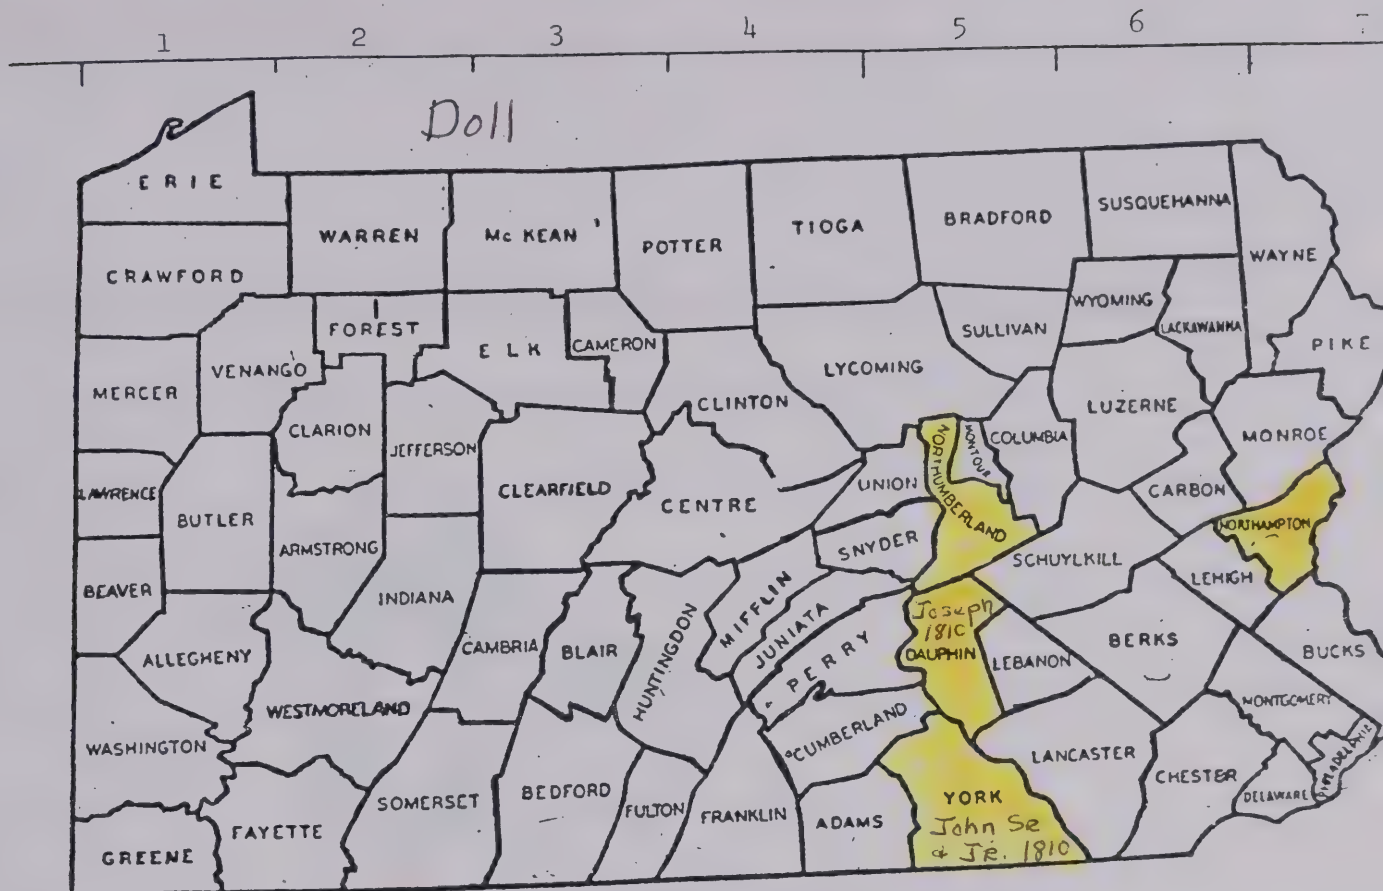 1 2 3 4 5 6
Doll
ERIE
WARREN
Mc KEAN
POTTER
TIOGA
BRADFORD
SUSQUEHANNA
WAYNE
CRAWFORD
FOREST
ELK
CAMERON
SULLIVAN
WYOMING
LACKAWANNA
PIKE
MERCER
VENANGO
CLARION
JEFFERSON
CLINTON
LYCOMING
LUZERNE
MONROE
COLUMBIA
MONTOUR
NORTHUMBERLAND
UNION
LAWRENCE
BUTLER
CLEARFIELD
CENTRE
CARBON
NORTHAMPTON
ARMSTRONG
SNYDER
SCHUYLKILL
LEHIGH
BEAVER
INDIANA
MIFFLIN
JUNIATA
Joseph
1810
DAUPHIN
ALLEGHENY
CAMBRIA
BLAIR
HUNTINGDON
PERRY
LEBANON
BERKS
BUCKS
WESTMORELAND
CUMBERLAND
MONTGOMERY
WASHINGTON
LANCASTER
CHESTER
PHILADELPHIA
DELAWARE
GREENE
FAYETTE
SOMERSET
BEDFORD
FULTON
FRANKLIN
ADAMS
YORK
John Se
& Jr. 1810